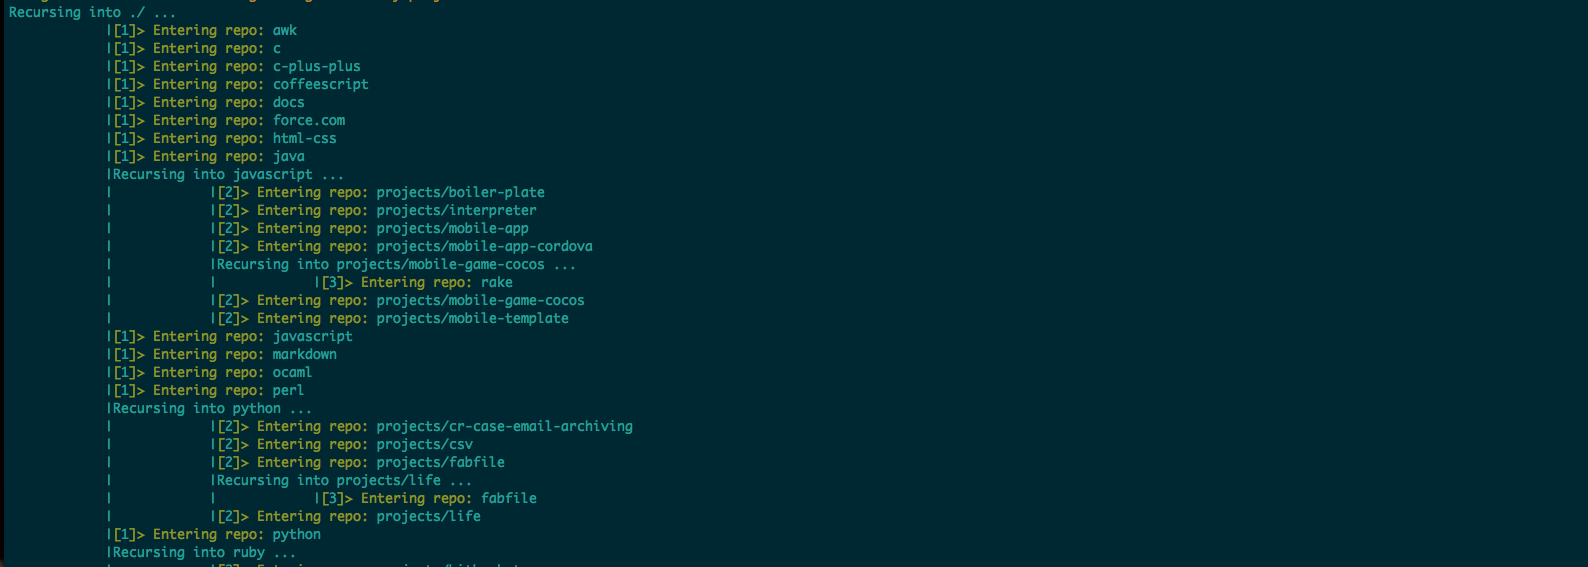 Recursing into ./ ...
|[1]> Entering repo: awk
|[1]> Entering repo: c
|[1]> Entering repo: c-plus-plus
|[1]> Entering repo: coffeescript
|[1]> Entering repo: docs
|[1]> Entering repo: force.com
|[1]> Entering repo: html-css
|[1]> Entering repo: java
|Recursing into javascript ...
| |[2]> Entering repo: projects/boiler-plate
| |[2]> Entering repo: projects/interpreter
| |[2]> Entering repo: projects/mobile-app
| |[2]> Entering repo: projects/mobile-app-cordova
| |Recursing into projects/mobile-game-cocos ...
| | |[3]> Entering repo: rake
| |[2]> Entering repo: projects/mobile-game-cocos
| |[2]> Entering repo: projects/mobile-template
|[1]> Entering repo: javascript
|[1]> Entering repo: markdown
|[1]> Entering repo: ocaml
|[1]> Entering repo: perl
|Recursing into python ...
| |[2]> Entering repo: projects/cr-case-email-archiving
| |[2]> Entering repo: projects/csv
| |[2]> Entering repo: projects/fabfile
| |Recursing into projects/life ...
| | |[3]> Entering repo: fabfile
| |[2]> Entering repo: projects/life
|[1]> Entering repo: python
|Recursing into ruby ...